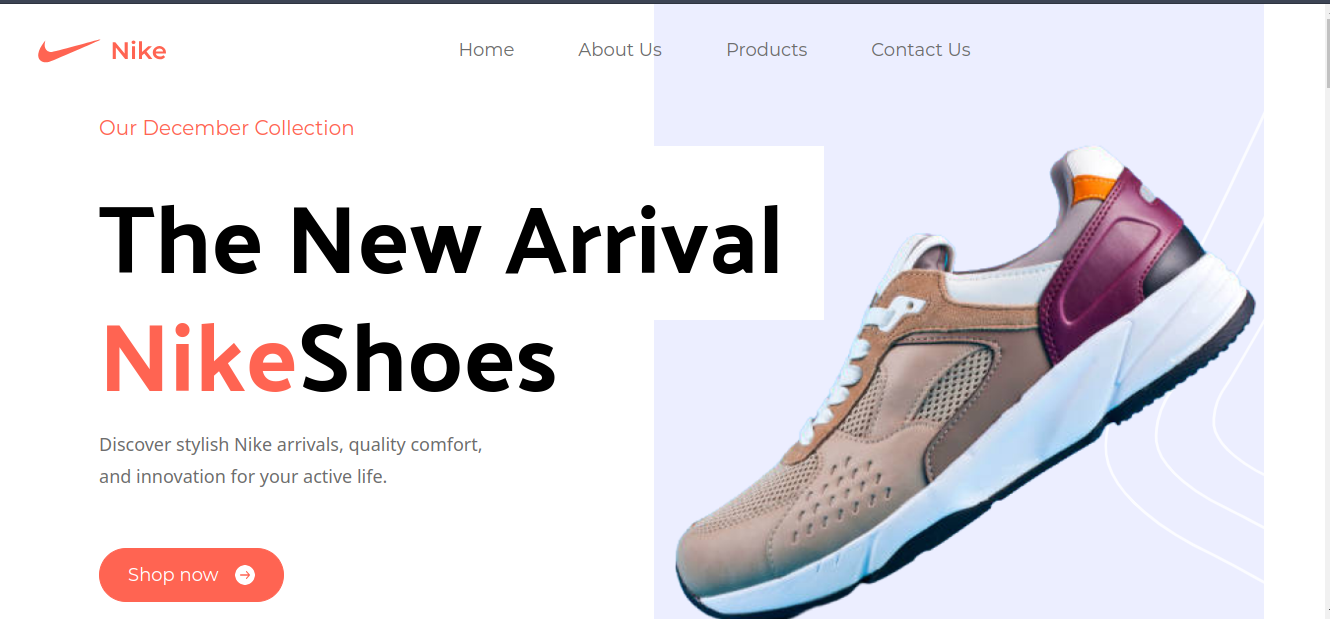 Nike
Home
About Us
Products
Contact Us
Our December Collection
The New Arrival
NikeShoes
Discover stylish Nike arrivals, quality comfort,
and innovation for your active life.
Shop now